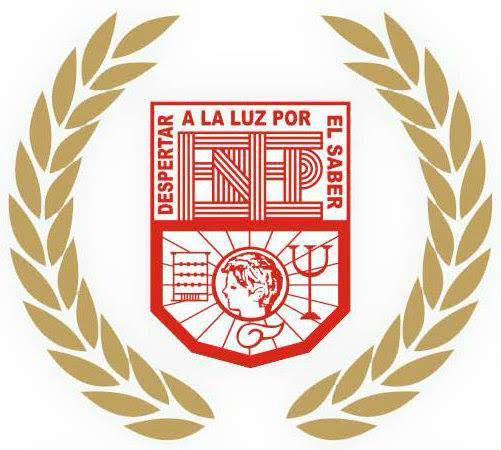 DESPERTAR
A LA LUZ POR
EL SABER
ENP